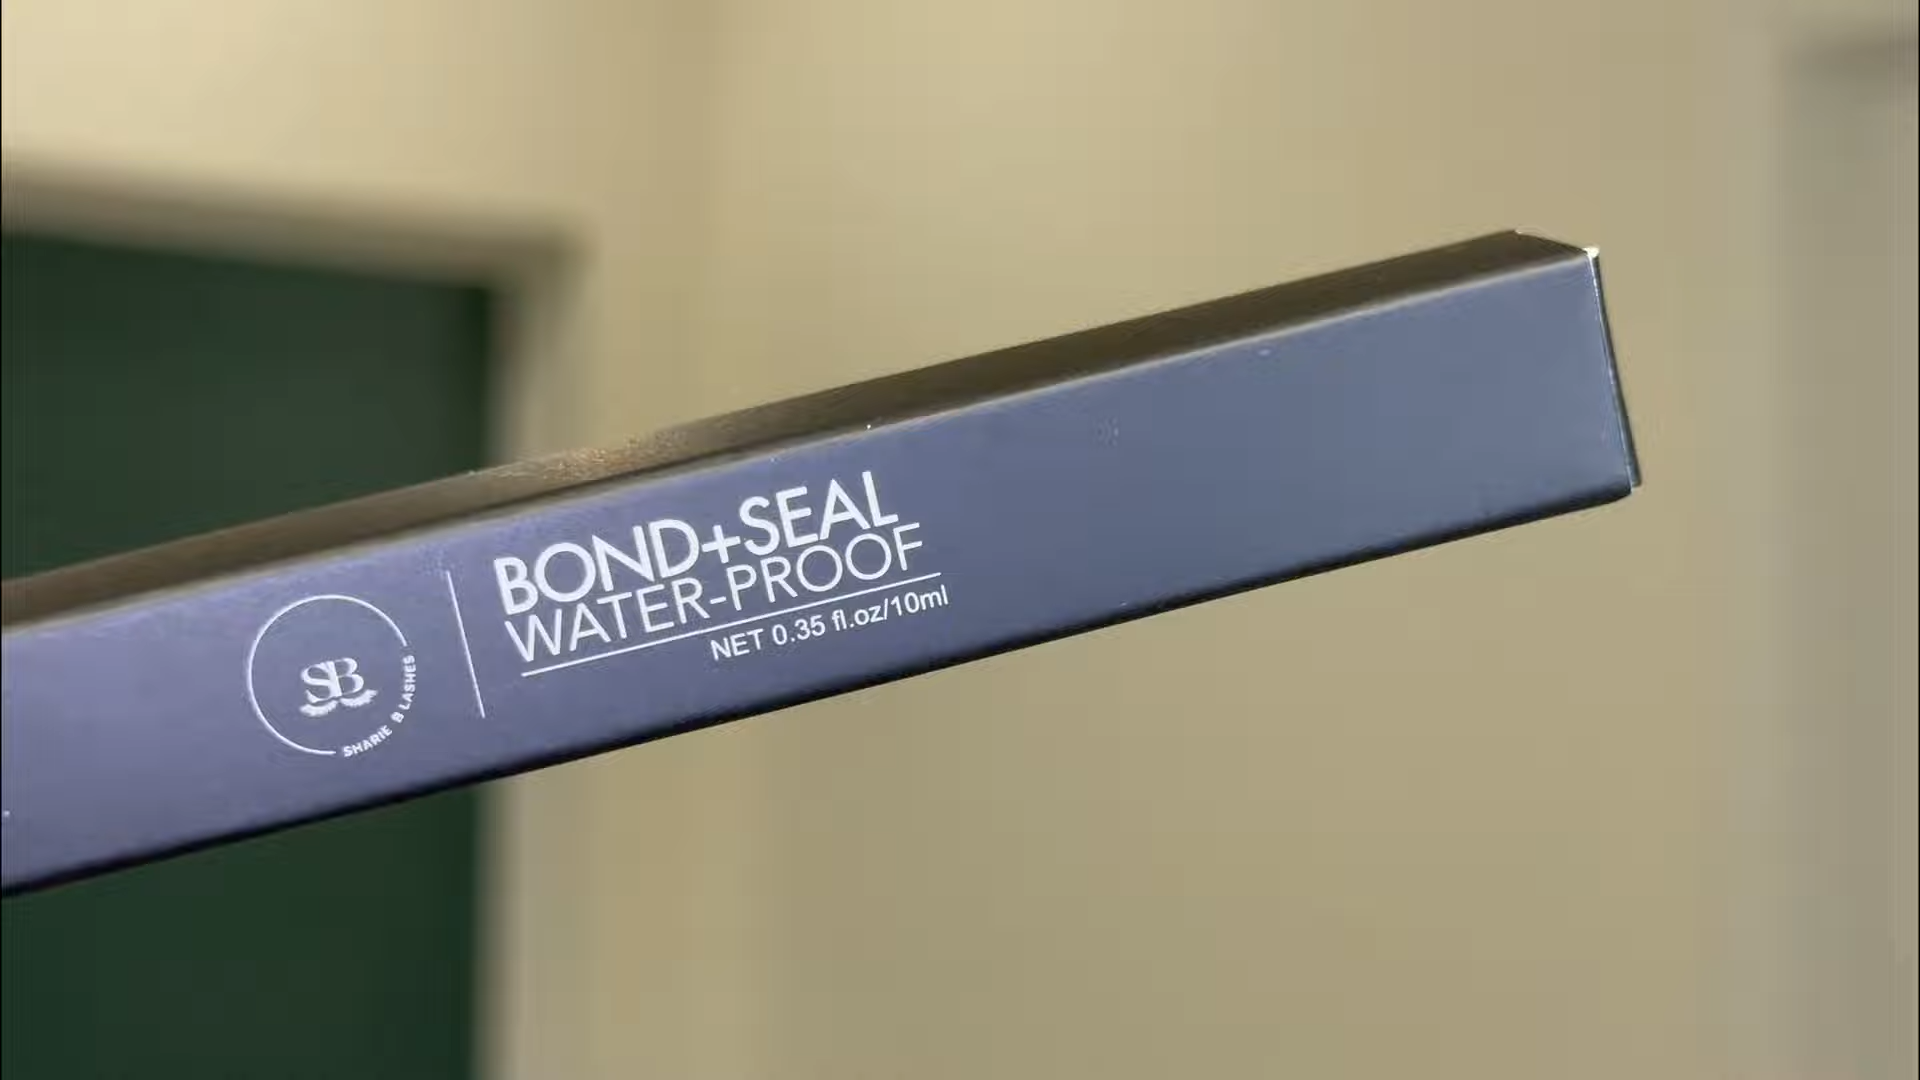 SB
SHARIE B LASHES
BOND+SEAL
WATER-PROOF
NET 0.35 fl.oz/10ml